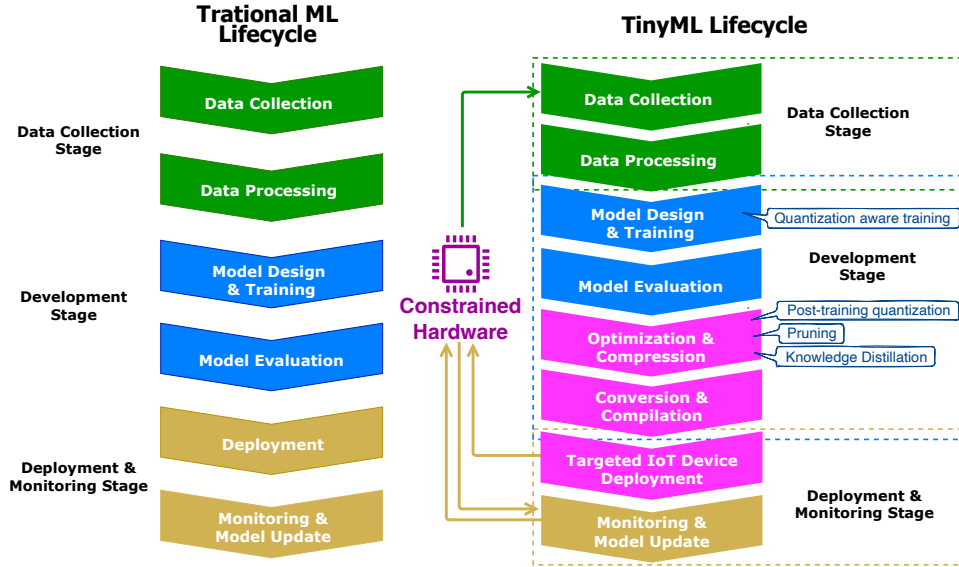 Trational ML
Lifecycle
Data Collection
Stage
Data Collection
Data Processing
Development
Stage
Model Design
& Training
Model Evaluation
Deployment &
Monitoring Stage
Deployment
Monitoring &
Model Update
Constrained
Hardware
TinyML Lifecycle
Data Collection
Data Processing
Data Collection
Stage
Model Design
& Training
Quantization aware training
Model Evaluation
Development
Stage
Optimization &
Compression
Post-training quantization
Pruning
Knowledge Distillation
Conversion &
Compilation
Targeted IoT Device
Deployment
Monitoring &
Model Update
Deployment &
Monitoring Stage